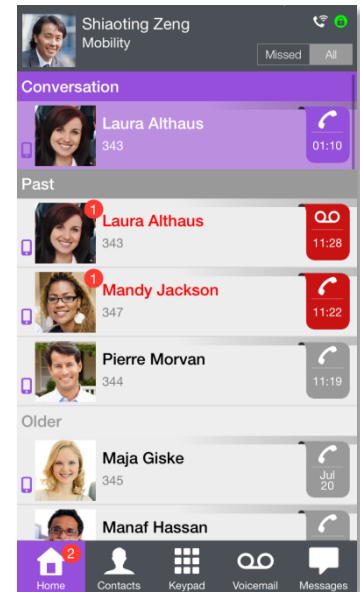 Shiaoting Zeng
Mobility
Missed
All
Conversation
Laura Althaus
343
01:10
Past
1
Laura Althaus
343
11:28
1
Mandy Jackson
347
11:22
Pierre Morvan
344
11:19
Older
Maja Giske
345
Jul
20
Manaf Hassan
2
Home
Contacts
Keypad
Voicemail
Messages